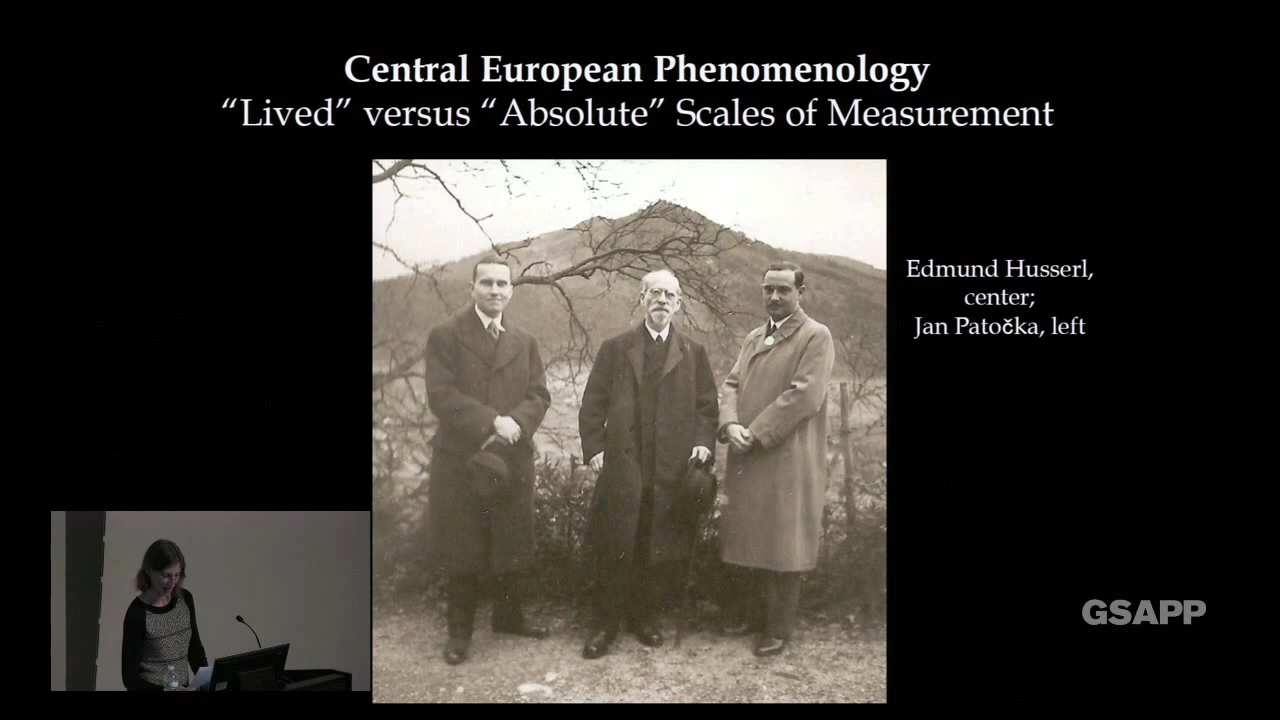 Central European Phenomenology
“Lived” versus “Absolute” Scales of Measurement
Edmund Husserl,
center;
Jan Patočka, left
GSAPP